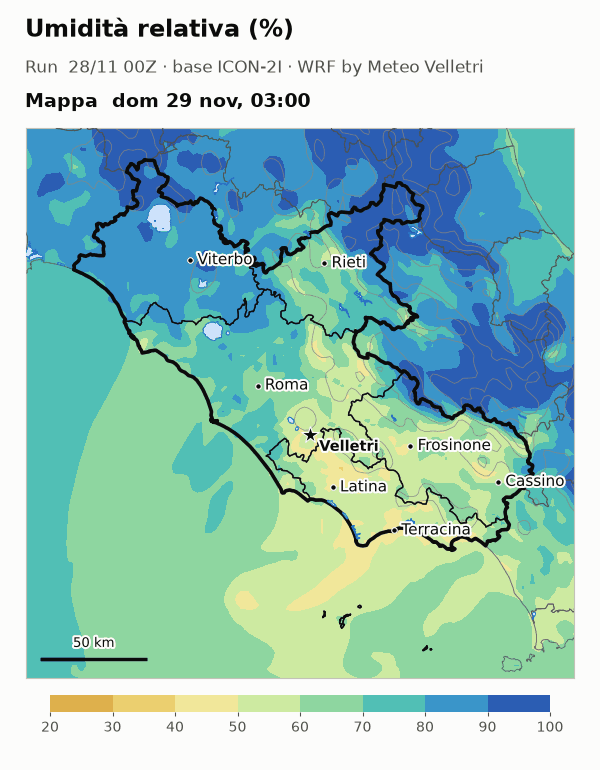 Umidità relativa (%)
Run  28/11 00Z · base ICON-2I · WRF by Meteo Velletri
Mappa  dom 29 nov, 03:00
Viterbo
Rieti
Roma
Velletri
Frosinone
Cassino
Latina
Terracina
50 km
20 30 40 50 60 70 80 90 100